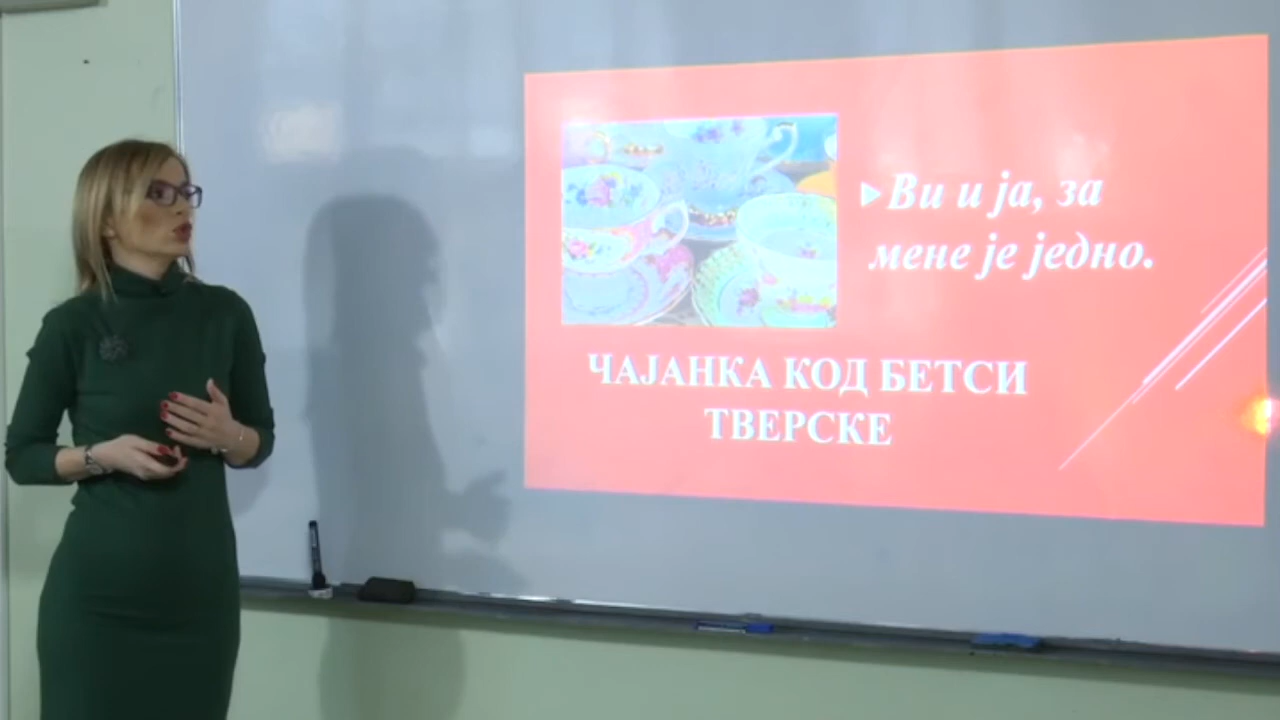 Ви и ја, за
мене је једно.
ЧАЈАНКА КОД БЕТСИ
ТВЕРСКЕ